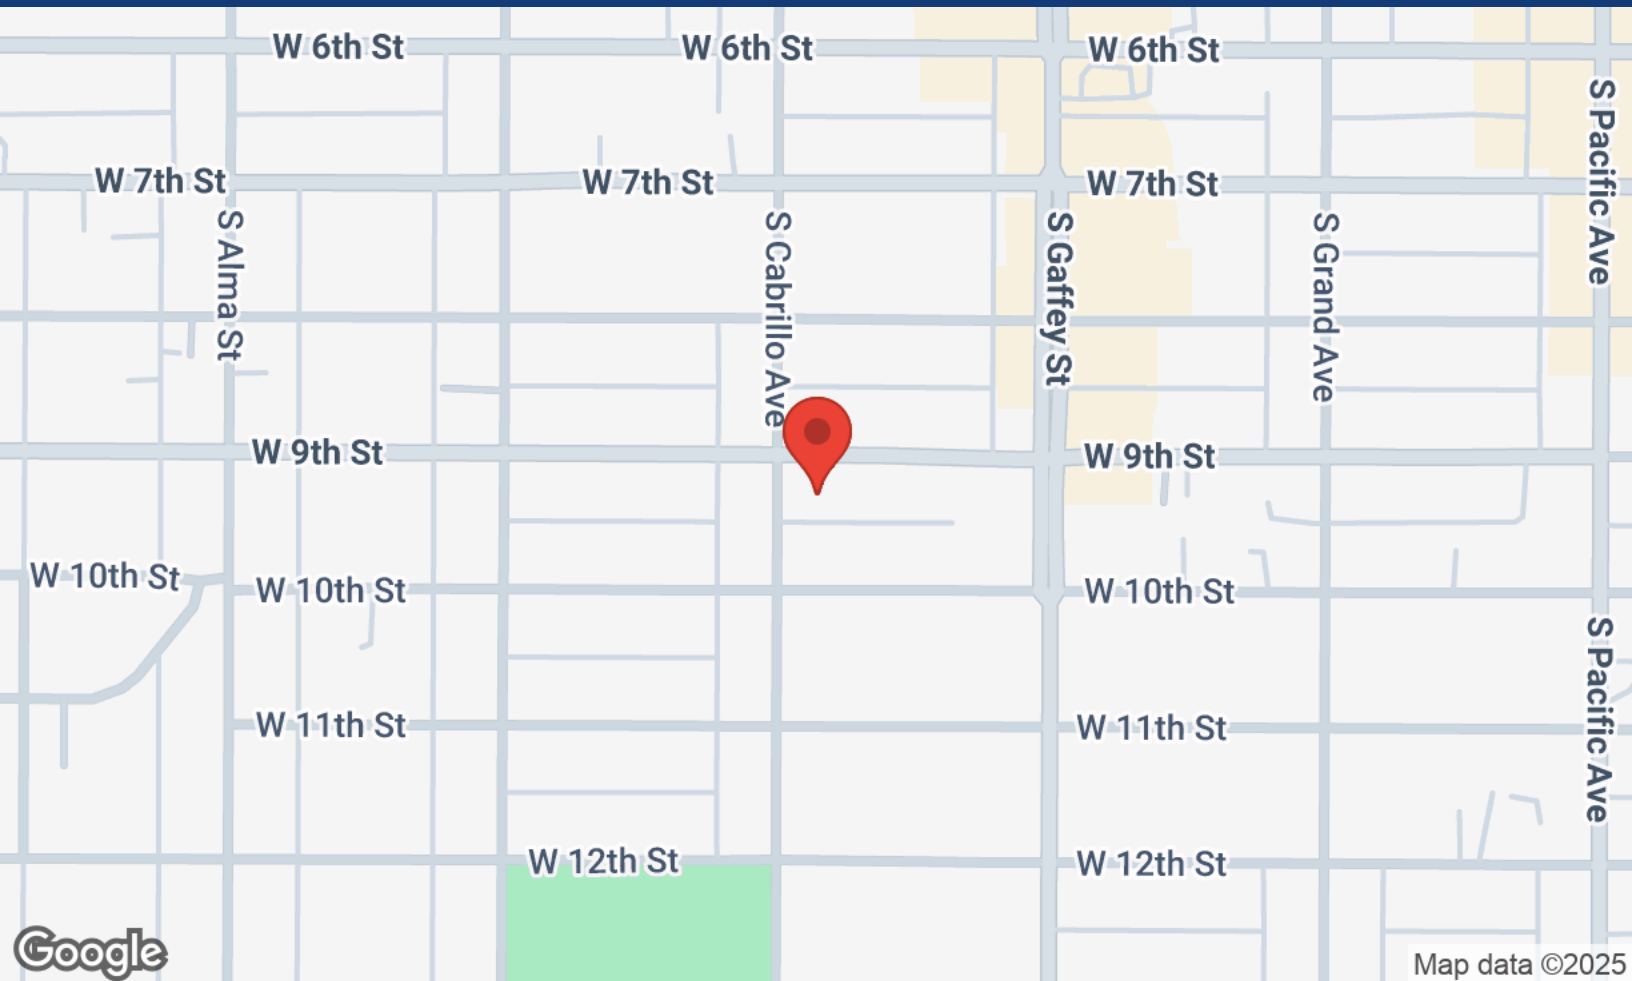 W 6th St
W 6th St
W 6th St
S Pacific Ave
W 7th St
W 7th St
W 7th St
S Alma St
S Cabrillo Ave
S Gaffey St
S Grand Ave
W 9th St
W 9th St
W 10th St
W 10th St
W 10th St
S Pacific Ave
W 11th St
W 11th St
W 12th St
W 12th St
Google
Map data ©2025